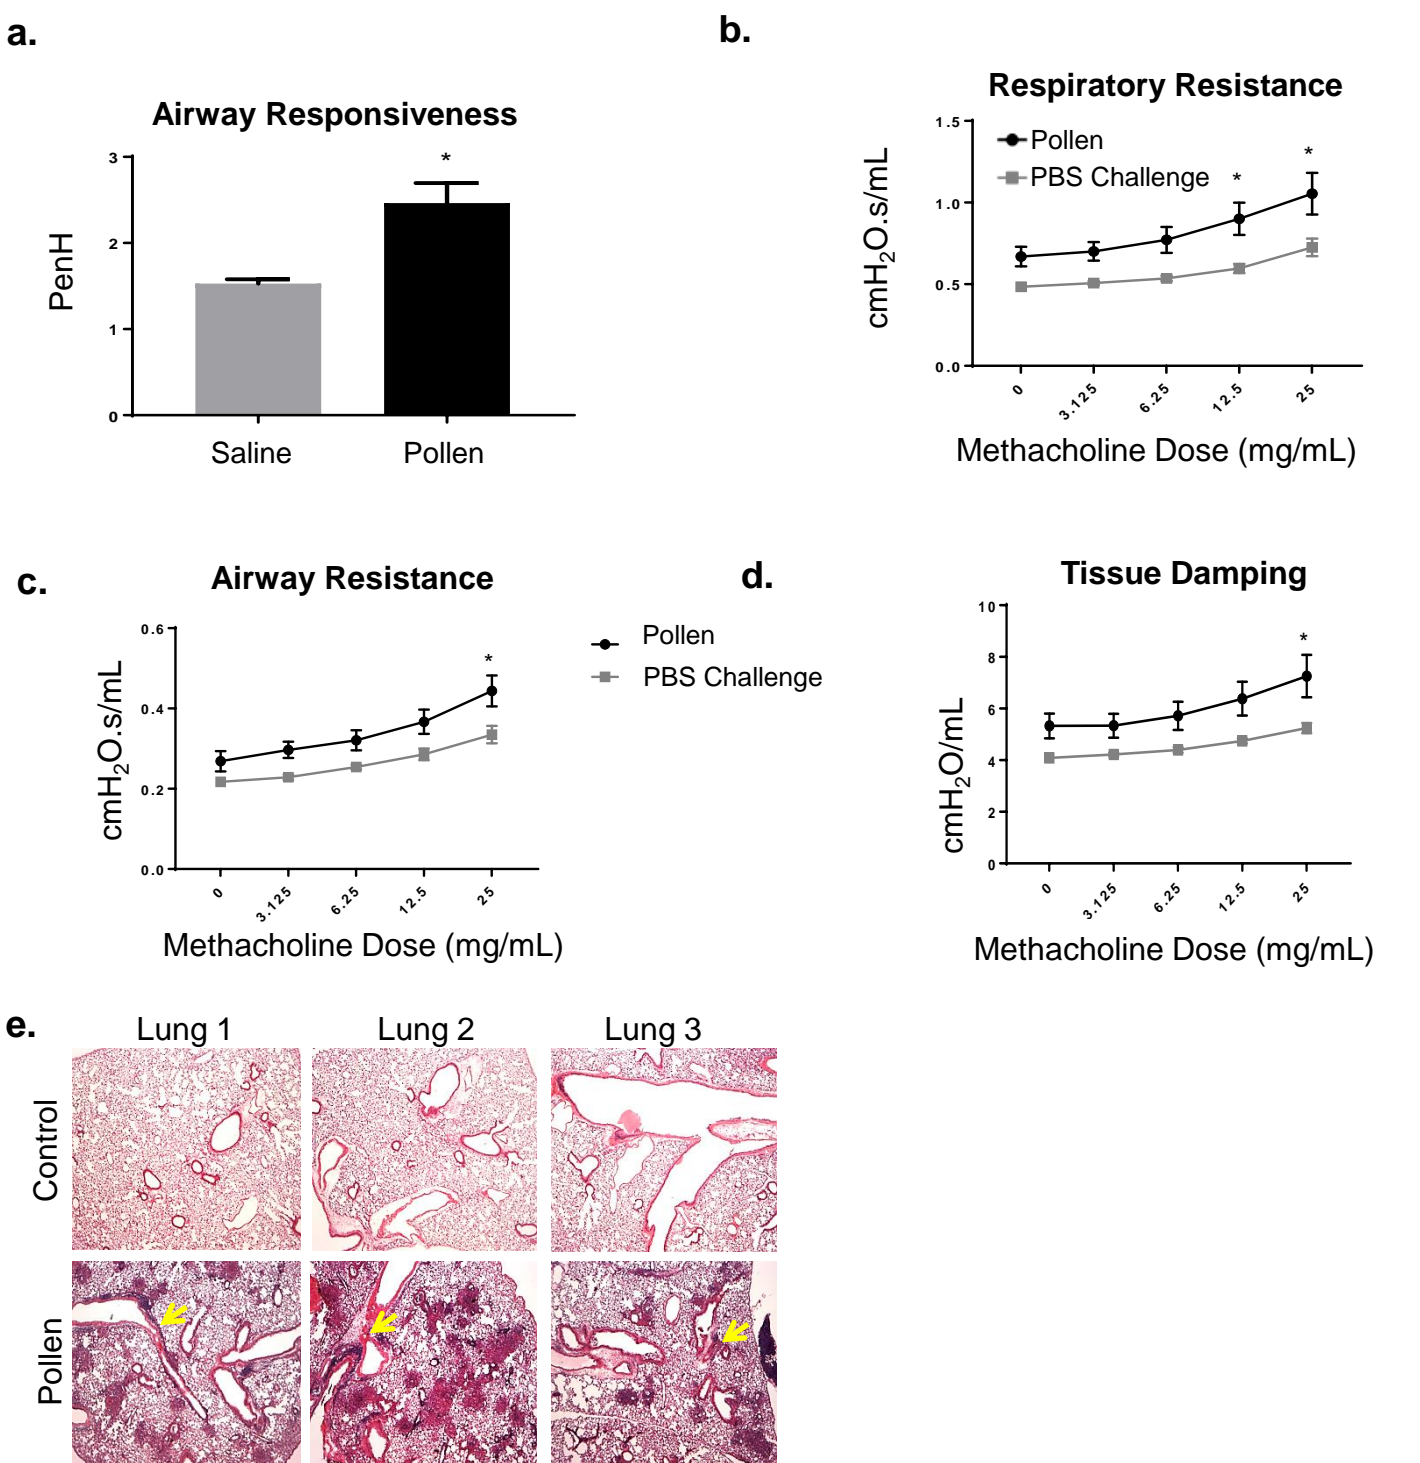 a.
Airway Responsiveness
*
3
2
1
0
PenH
Saline
Pollen
b.
Respiratory Resistance
1.5
1.0
0.5
0.0
Pollen
PBS Challenge
*
*
cmH₂O.s/mL
0
3.125
6.25
12.5
25
Methacholine Dose (mg/mL)
c.
Airway Resistance
0.6
0.4
0.2
0.0
*
cmH₂O.s/mL
0
3.125
6.25
12.5
25
Methacholine Dose (mg/mL)
Pollen
PBS Challenge
d.
Tissue Damping
10
8
6
4
2
0
*
cmH₂O/mL
0
3.125
6.25
12.5
25
Methacholine Dose (mg/mL)
e.
Lung 1
Lung 2
Lung 3
Control
Pollen